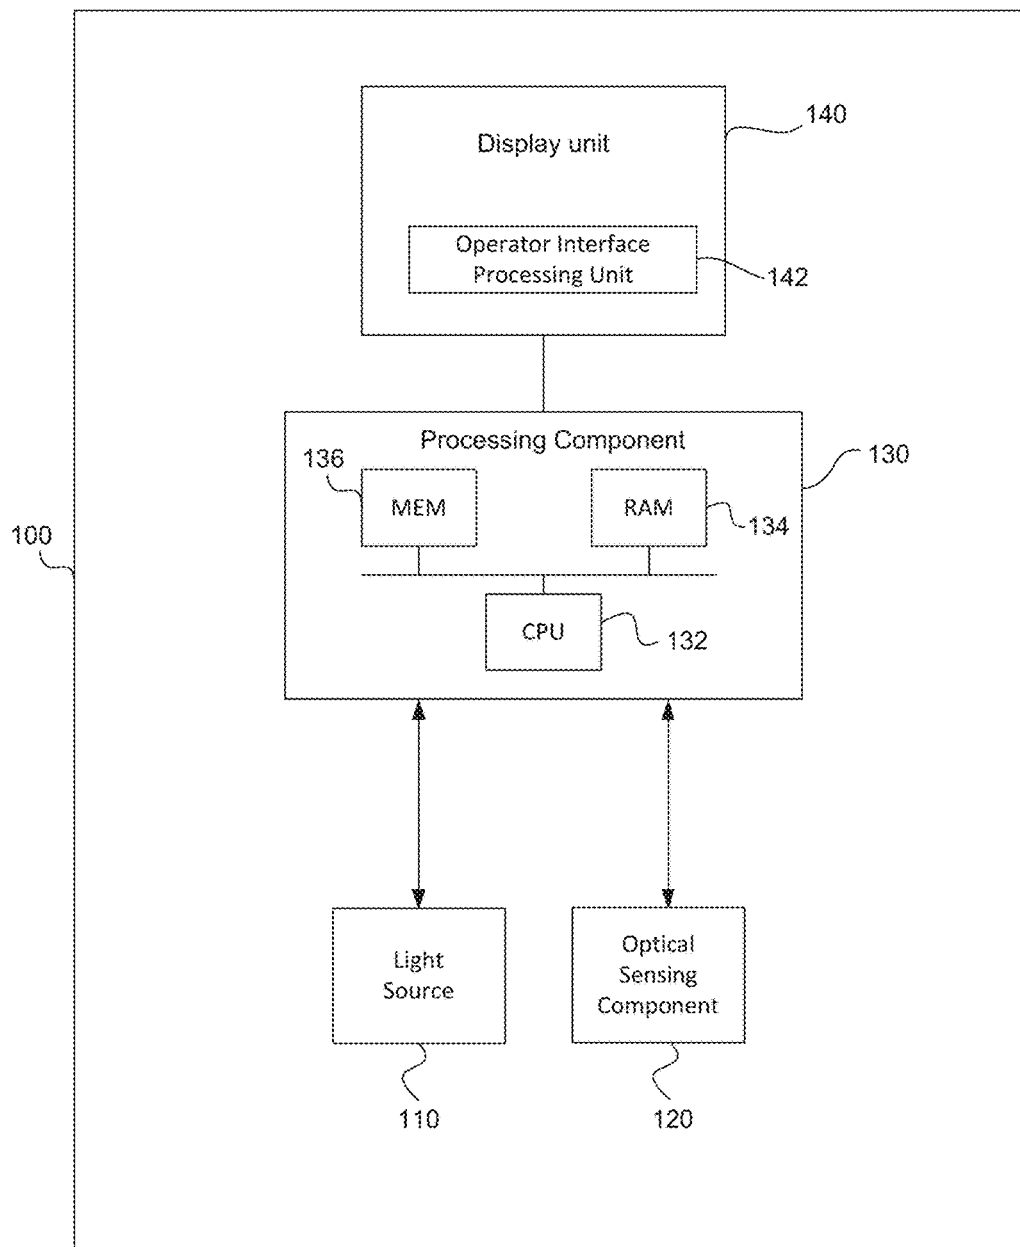 140
Display unit
Operator Interface
Processing Unit
142
Processing Component
130
136
MEM
RAM
134
100
CPU
132
Light
Source
Optical
Sensing
Component
110
120